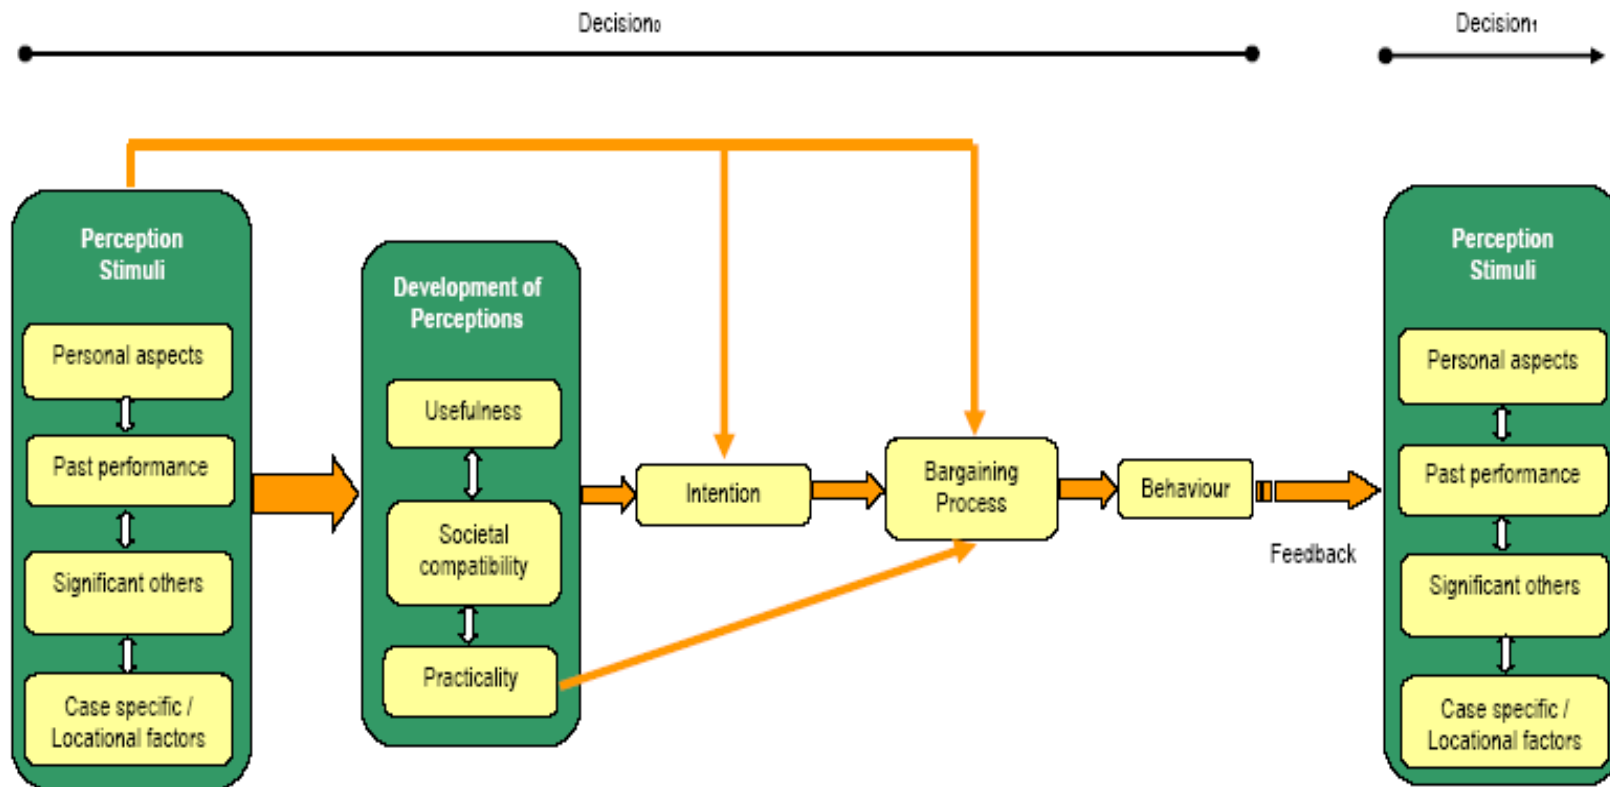 Decision₀
Decision₁
Perception
Stimuli
Personal aspects
Past performance
Significant others
Case specific /
Locational factors
Development of
Perceptions
Usefulness
Societal
compatibility
Practicality
Intention
Bargaining
Process
Behaviour
Feedback
Perception
Stimuli
Personal aspects
Past performance
Significant others
Case specific /
Locational factors